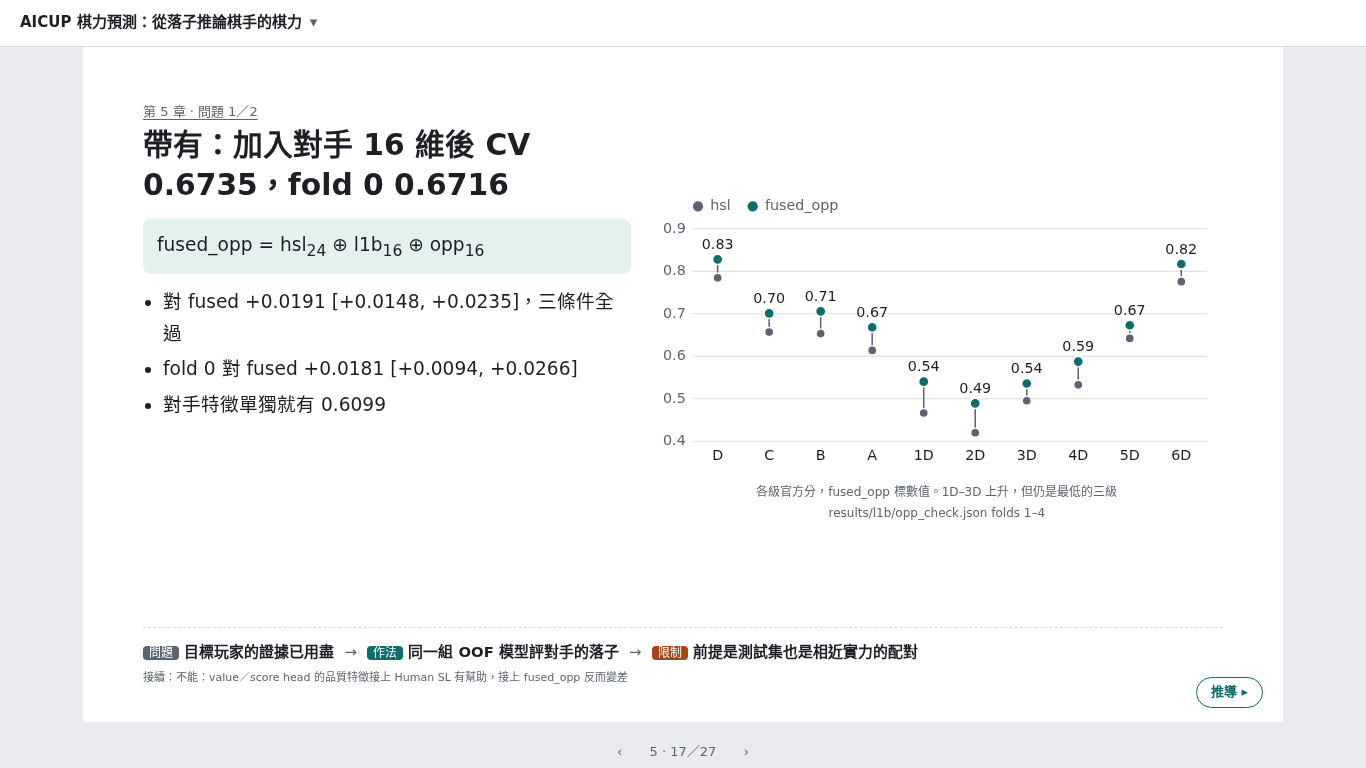 AICUP 棋力預測：從落子推論棋手的棋力 ▾
第 5 章 · 問題 1／2
帶有：加入對手 16 維後 CV
0.6735，fold 0 0.6716
fused_opp = hsl24 ⊕ l1b16 ⊕ opp16
• 對 fused +0.0191 [+0.0148, +0.0235]，三條件全
過
• fold 0 對 fused +0.0181 [+0.0094, +0.0266]
• 對手特徵單獨就有 0.6099
hsl fused_opp
0.9
0.8
0.7
0.6
0.5
0.4
0.83
0.70
0.71
0.67
0.54
0.49
0.54
0.59
0.67
0.82
D C B A 1D 2D 3D 4D 5D 6D
各級官方分，fused_opp 標數值。1D–3D 上升，但仍是最低的三級
results/l1b/opp_check.json folds 1–4
問題 目標玩家的證據已用盡 → 作法 同一組 OOF 模型評對手的落子 → 限制 前提是測試集也是相近實力的配對
接續：不能：value／score head 的品質特徵接上 Human SL 有幫助，接上 fused_opp 反而變差
推導 ▸
‹ 5 · 17／27 ›